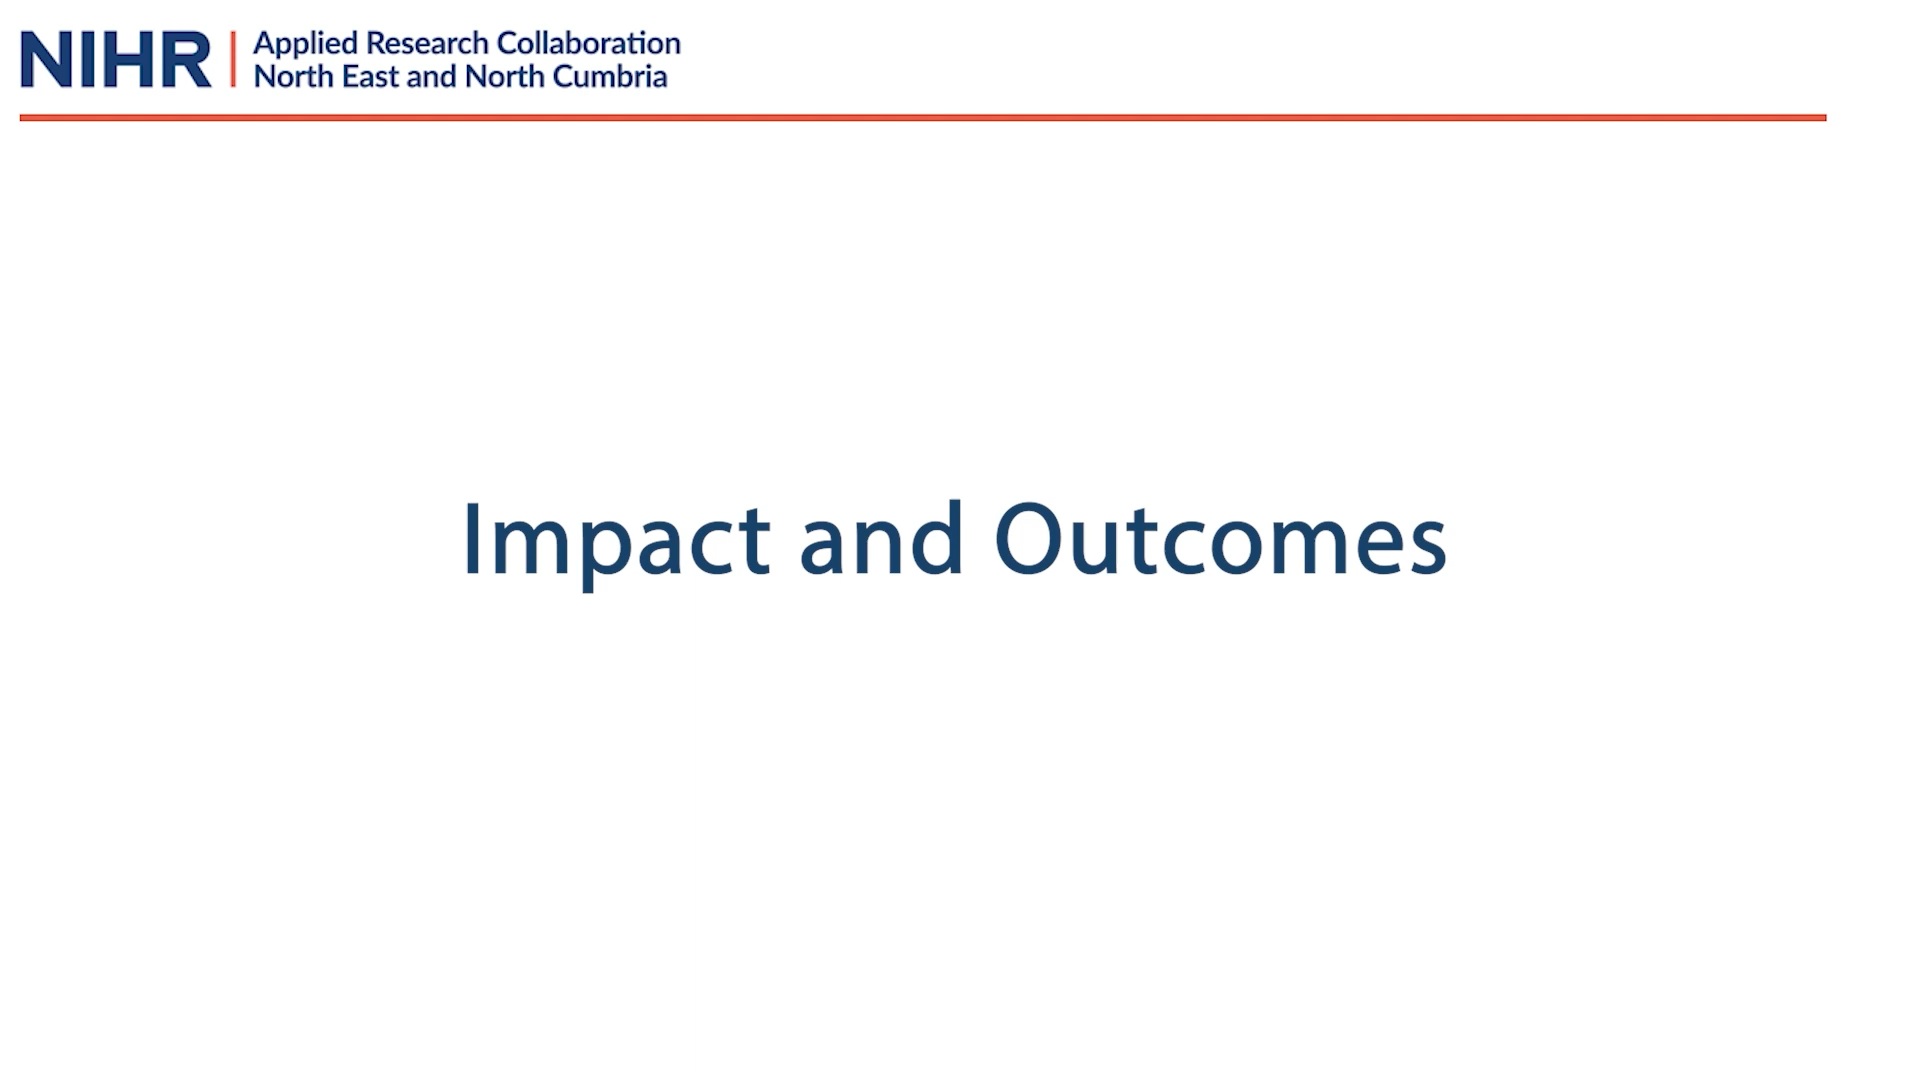 NIHR
Applied Research Collaboration
North East and North Cumbria
Impact and Outcomes